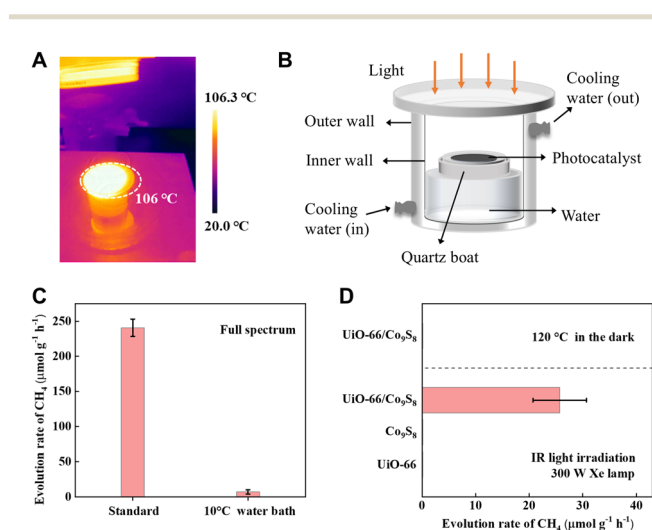 A
106.3 ℃
106 ℃
20.0 ℃
B
Light
Cooling
water (out)
Outer wall
Inner wall
Photocatalyst
Cooling
water (in)
Water
Quartz boat
C
Evolution rate of CH₄ (μmol g⁻¹ h⁻¹)
250
200
150
100
50
0
Full spectrum
Standard
10℃ water bath
D
UiO-66/Co₉S₈
120 ℃ in the dark
UiO-66/Co₉S₈
Co₉S₈
UiO-66
IR light irradiation
300 W Xe lamp
0
10
20
30
40
Evolution rate of CH₄ (μmol g⁻¹ h⁻¹)